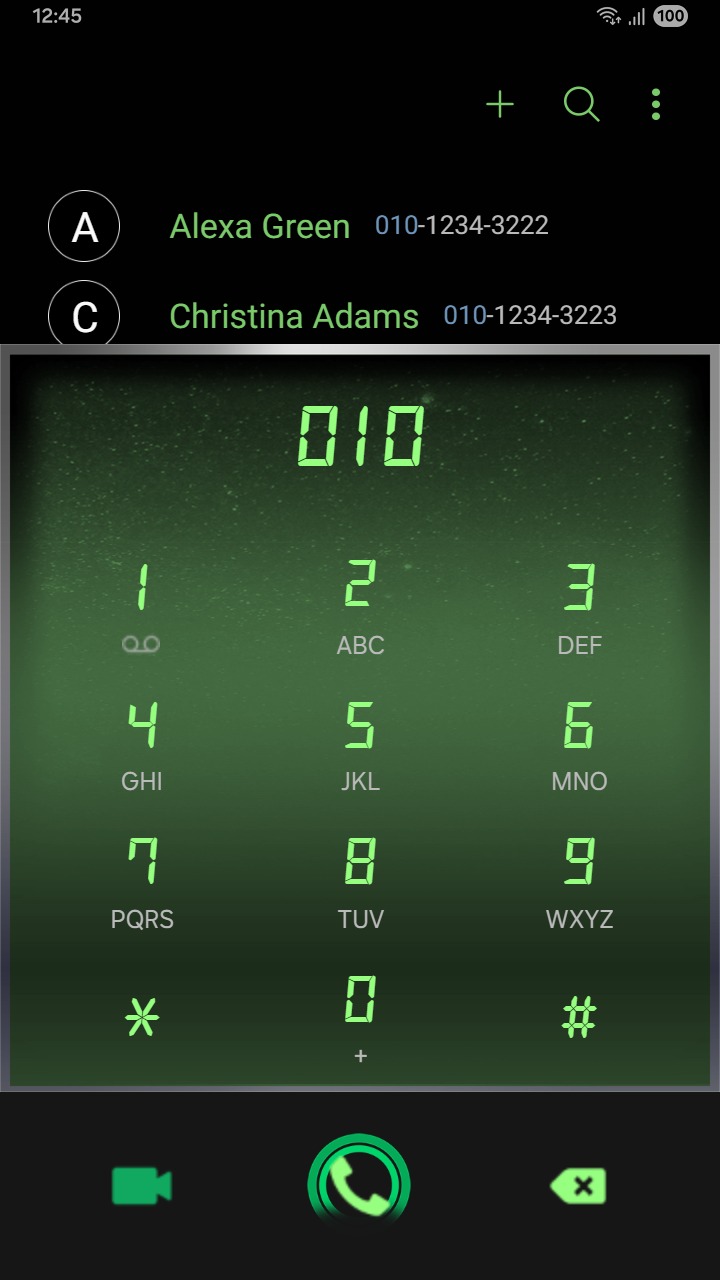 12:45 100
A Alexa Green 010-1234-3222
C Christina Adams 010-1234-3223
010
1 2 3
ABC DEF
4 5 6
GHI JKL MNO
7 8 9
PQRS TUV WXYZ
* 0 #
+